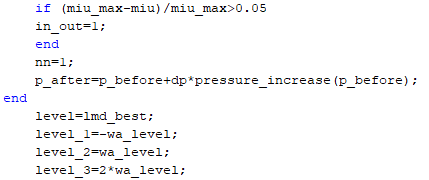 if (miu_max-miu)/miu_max>0.05
in_out=1;
end
nn=1;
p_after=p_before+dp*pressure_increase(p_before);
end
level=lmd_best;
level_1=-wa_level;
level_2=wa_level;
level_3=2*wa_level;